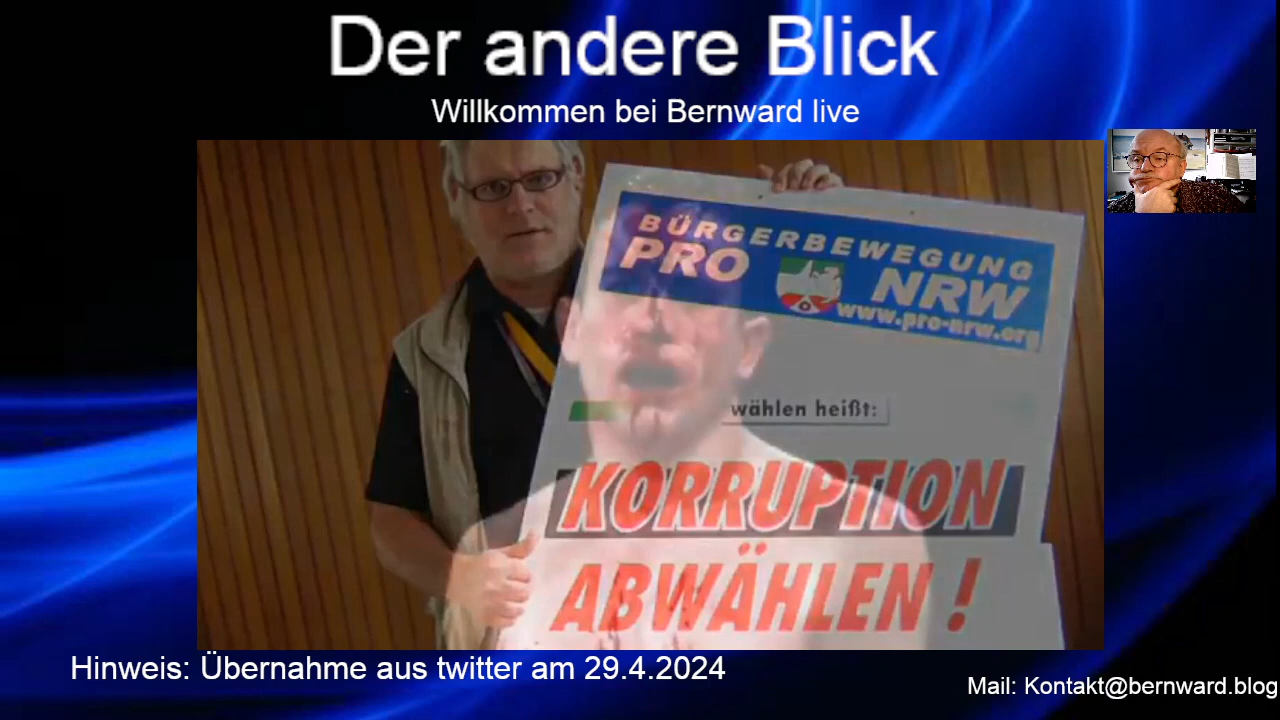 Der andere Blick
Willkommen bei Bernward live
BÜRGERBEWEGUNG
PRO NRW
www.pro-nrw.org
wählen heißt:
KORRUPTION
ABWÄHLEN !
Hinweis: Übernahme aus twitter am 29.4.2024
Mail: Kontakt@bernward.blog